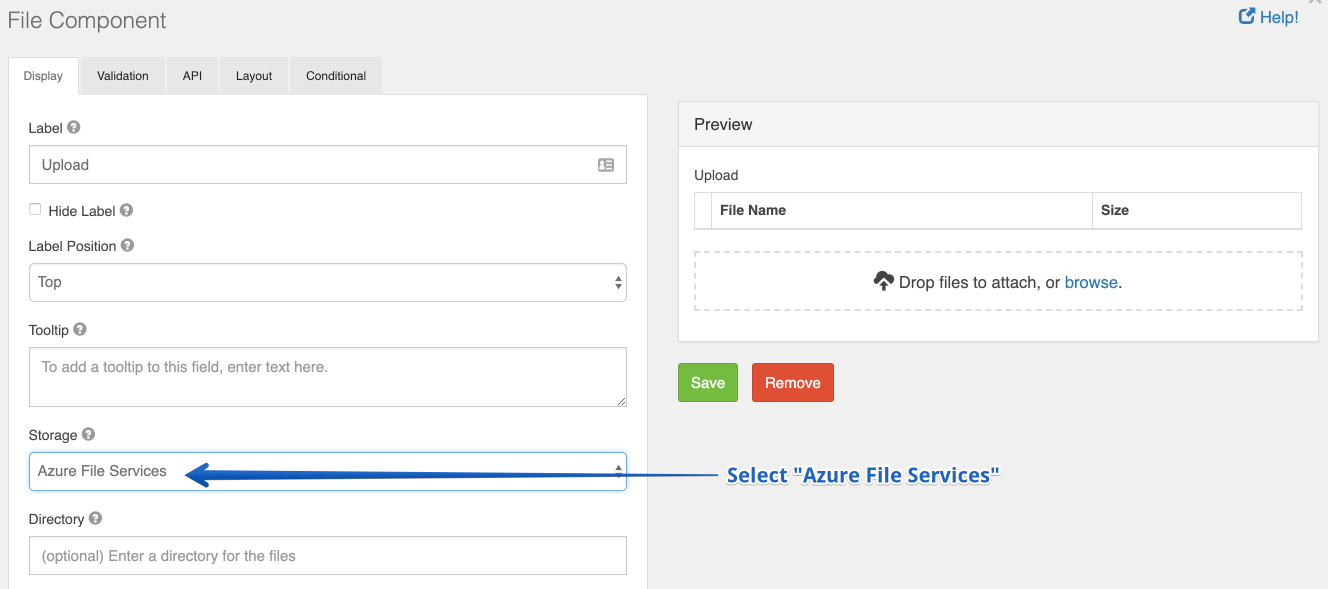 File Component
Help!
Display Validation API Layout Conditional
Label
Upload
Hide Label
Label Position
Top
Tooltip
To add a tooltip to this field, enter text here.
Storage
Azure File Services
Directory
(optional) Enter a directory for the files
Preview
Upload
File Name Size
Drop files to attach, or browse.
Save Remove
Select "Azure File Services"